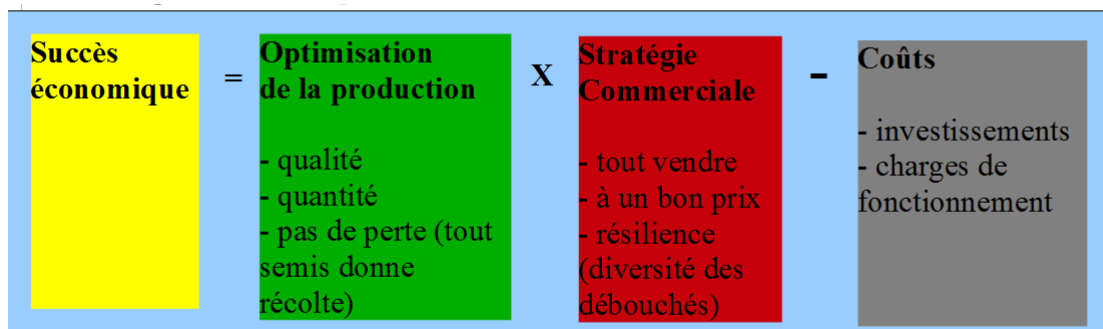 Succès
économique
=
Optimisation
de la production
- qualité
- quantité
- pas de perte (tout
semis donne
récolte)
X
Stratégie
Commerciale
- tout vendre
- à un bon prix
- résilience
(diversité des
débouchés)
-
Coûts
- investissements
- charges de
fonctionnement